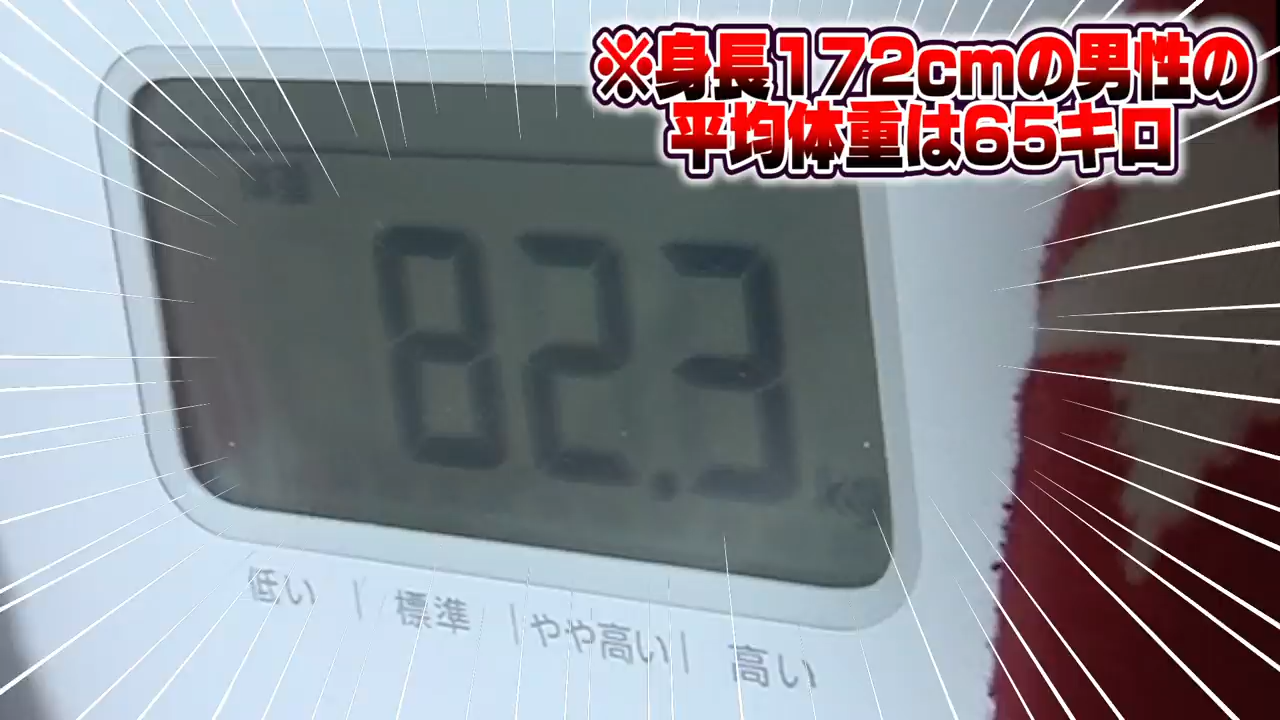 ※身長172cmの男性の
平均体重は65キロ
82.3
kg
低い | 標準 | やや高い | 高い